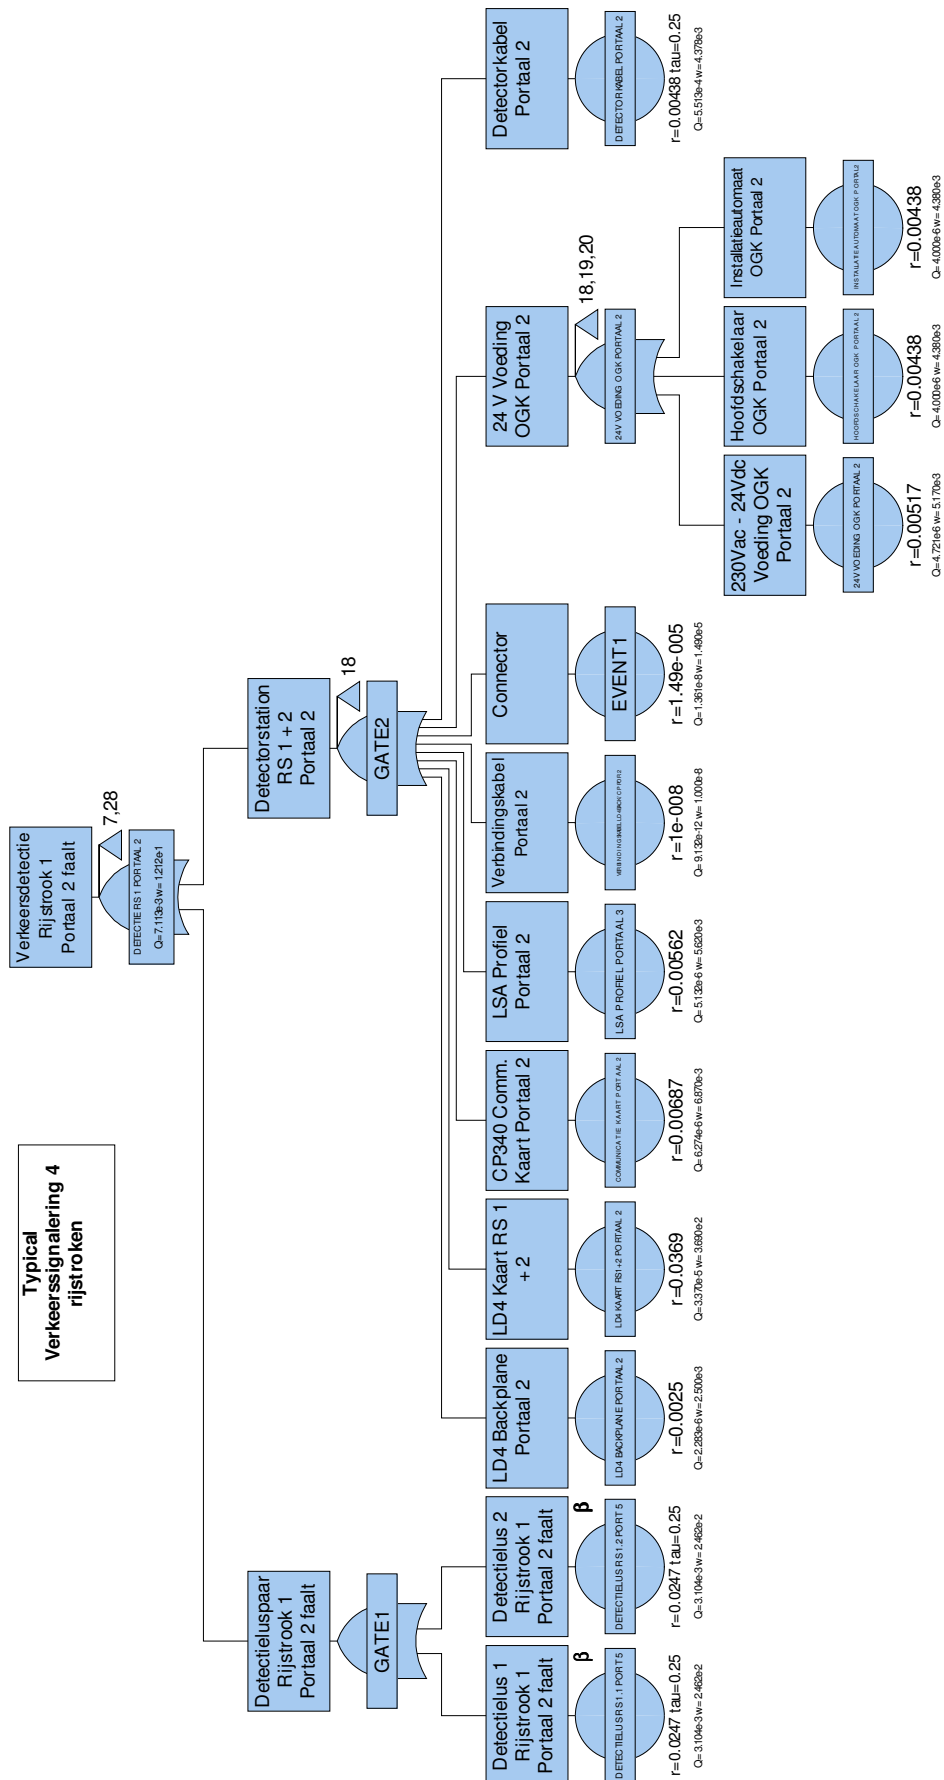 Typical
Verkeerssignalering 4
rijstroken
Verkeersdetectie
Rijstrook 1
Portaal 2 faalt
7,28
DETECTIE RS 1 PORTAAL 2
Q=7.113e-3 w=1.212e-1
Detectieluspaar
Rijstrook 1
Portaal 2 faalt
GATE1
Detectorstation
RS 1 + 2
Portaal 2
18
GATE2
Detectielus 1
Rijstrook 1
Portaal 2 faalt
β
DETECTIELUS RS 1.1 PORT 5
r=0.0247 tau=0.25
Q=3.104e-3 w=2.462e-2
Detectielus 2
Rijstrook 1
Portaal 2 faalt
β
DETECTIELUS RS 1.2 PORT 5
r=0.0247 tau=0.25
Q=3.104e-3 w=2.462e-2
LD4 Backplane
Portaal 2
LD4 BACKPLANE PORTAAL 2
r=0.0025
Q=2.283e-6 w=2.500e-3
LD4 Kaart RS 1
+ 2
LD4 KAART RS1+2 PORTAAL 2
r=0.0369
Q=3.370e-5 w=3.690e-2
CP340 Comm.
Kaart Portaal 2
COMMUNICATIE KAART PORTAAL 2
r=0.00687
Q=6.274e-6 w=6.870e-3
LSA Profiel
Portaal 2
LSA PROFIEL PORTAAL 3
r=0.00562
Q=5.132e-6 w=5.620e-3
Verbindingskabel
Portaal 2
r=1e-008
Q=9.132e-12 w=1.000e-8
Connector
EVENT1
r=1.49e-005
Q=1.361e-8 w=1.490e-5
24 V Voeding
OGK Portaal 2
18,19,20
24V VOEDING OGK PORTAAL 2
Detectorkabel
Portaal 2
DETECTORKABEL PORTAAL 2
r=0.00438 tau=0.25
Q=5.513e-4 w=4.378e-3
230Vac - 24Vdc
Voeding OGK
Portaal 2
24V VOEDING OGK PORTAAL 2
r=0.00517
Q=4.721e-6 w=5.170e-3
Hoofdschakelaar
OGK Portaal 2
HOOFDSCHAKELAAR OGK PORTAAL 2
r=0.00438
Q=4.000e-6 w=4.380e-3
Installatieautomaat
OGK Portaal 2
INSTALLATIEAUTOMAAT OGK PORTAL2
r=0.00438
Q=4.000e-6 w=4.380e-3